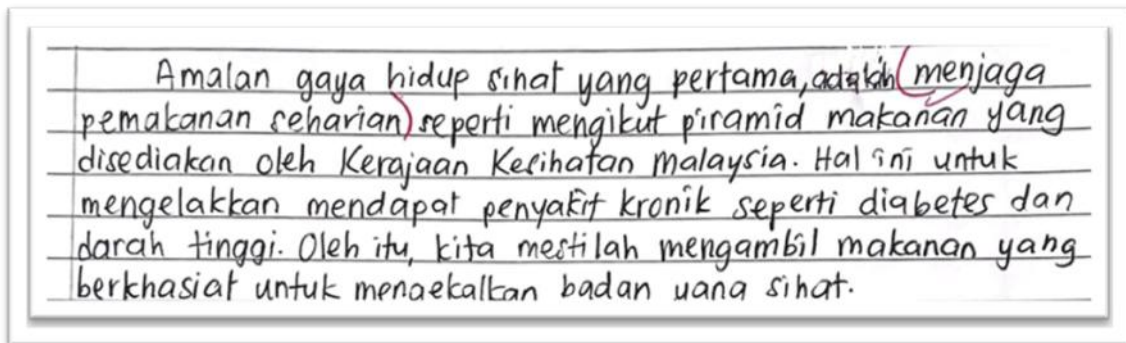 Amalan gaya hidup sihat yang pertama, adalah menjaga
pemakanan seharian seperti mengikut piramid makanan yang
disediakan oleh Kerajaan Kesihatan Malaysia. Hal ini untuk
mengelakkan mendapat penyakit kronik seperti diabetes dan
darah tinggi. Oleh itu, kita mestilah mengambil makanan yang
berkhasiat untuk mengekalkan badan yang sihat.